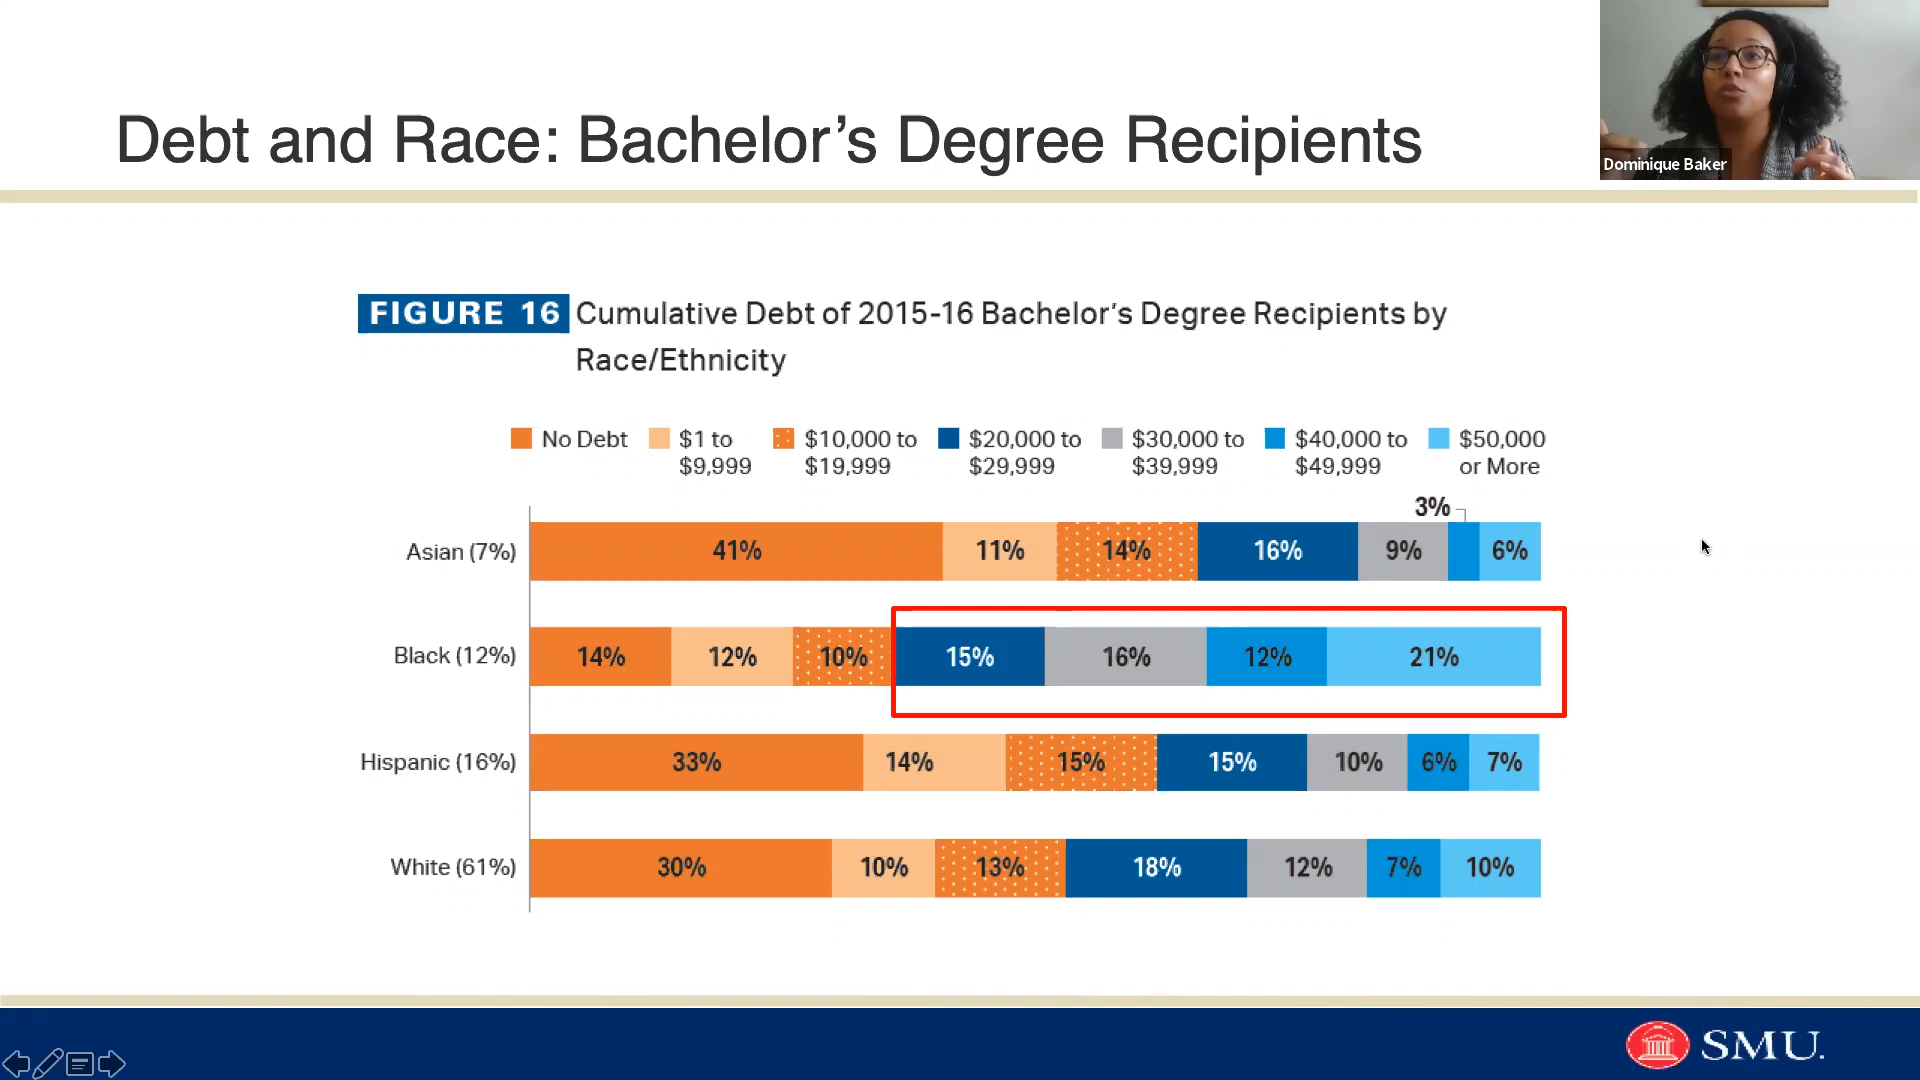 Debt and Race: Bachelor’s Degree Recipients
Dominique Baker
FIGURE 16 Cumulative Debt of 2015-16 Bachelor’s Degree Recipients by
Race/Ethnicity
No Debt
$1 to
$9,999
$10,000 to
$19,999
$20,000 to
$29,999
$30,000 to
$39,999
$40,000 to
$49,999
$50,000
or More
3%
Asian (7%) 41% 11% 14% 16% 9% 6%
Black (12%) 14% 12% 10% 15% 16% 12% 21%
Hispanic (16%) 33% 14% 15% 15% 10% 6% 7%
White (61%) 30% 10% 13% 18% 12% 7% 10%
SMU.